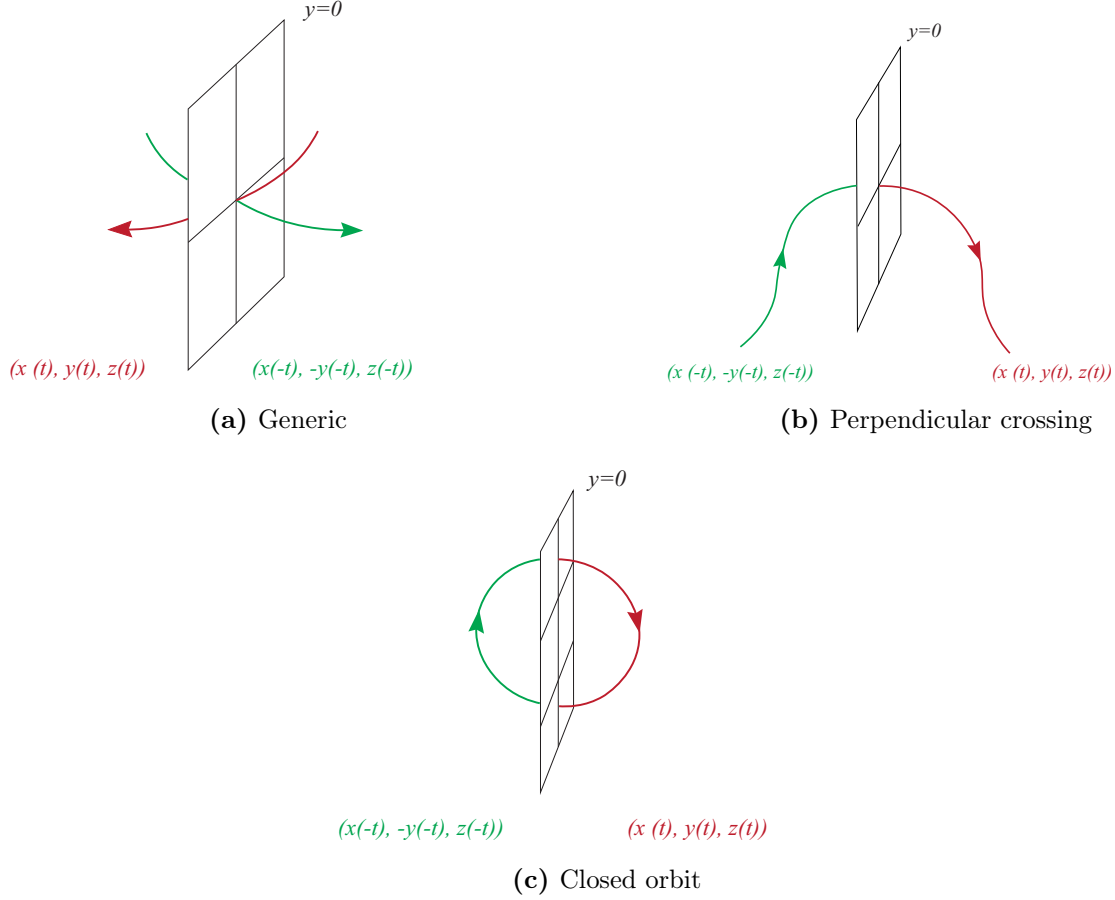 y=0
y=0
(x (t), y(t), z(t))
(x(-t), -y(-t), z(-t))
(x (-t), -y(-t), z(-t))
(x (t), y(t), z(t))
(a) Generic
(b) Perpendicular crossing
y=0
(x(-t), -y(-t), z(-t))
(x (t), y(t), z(t))
(c) Closed orbit